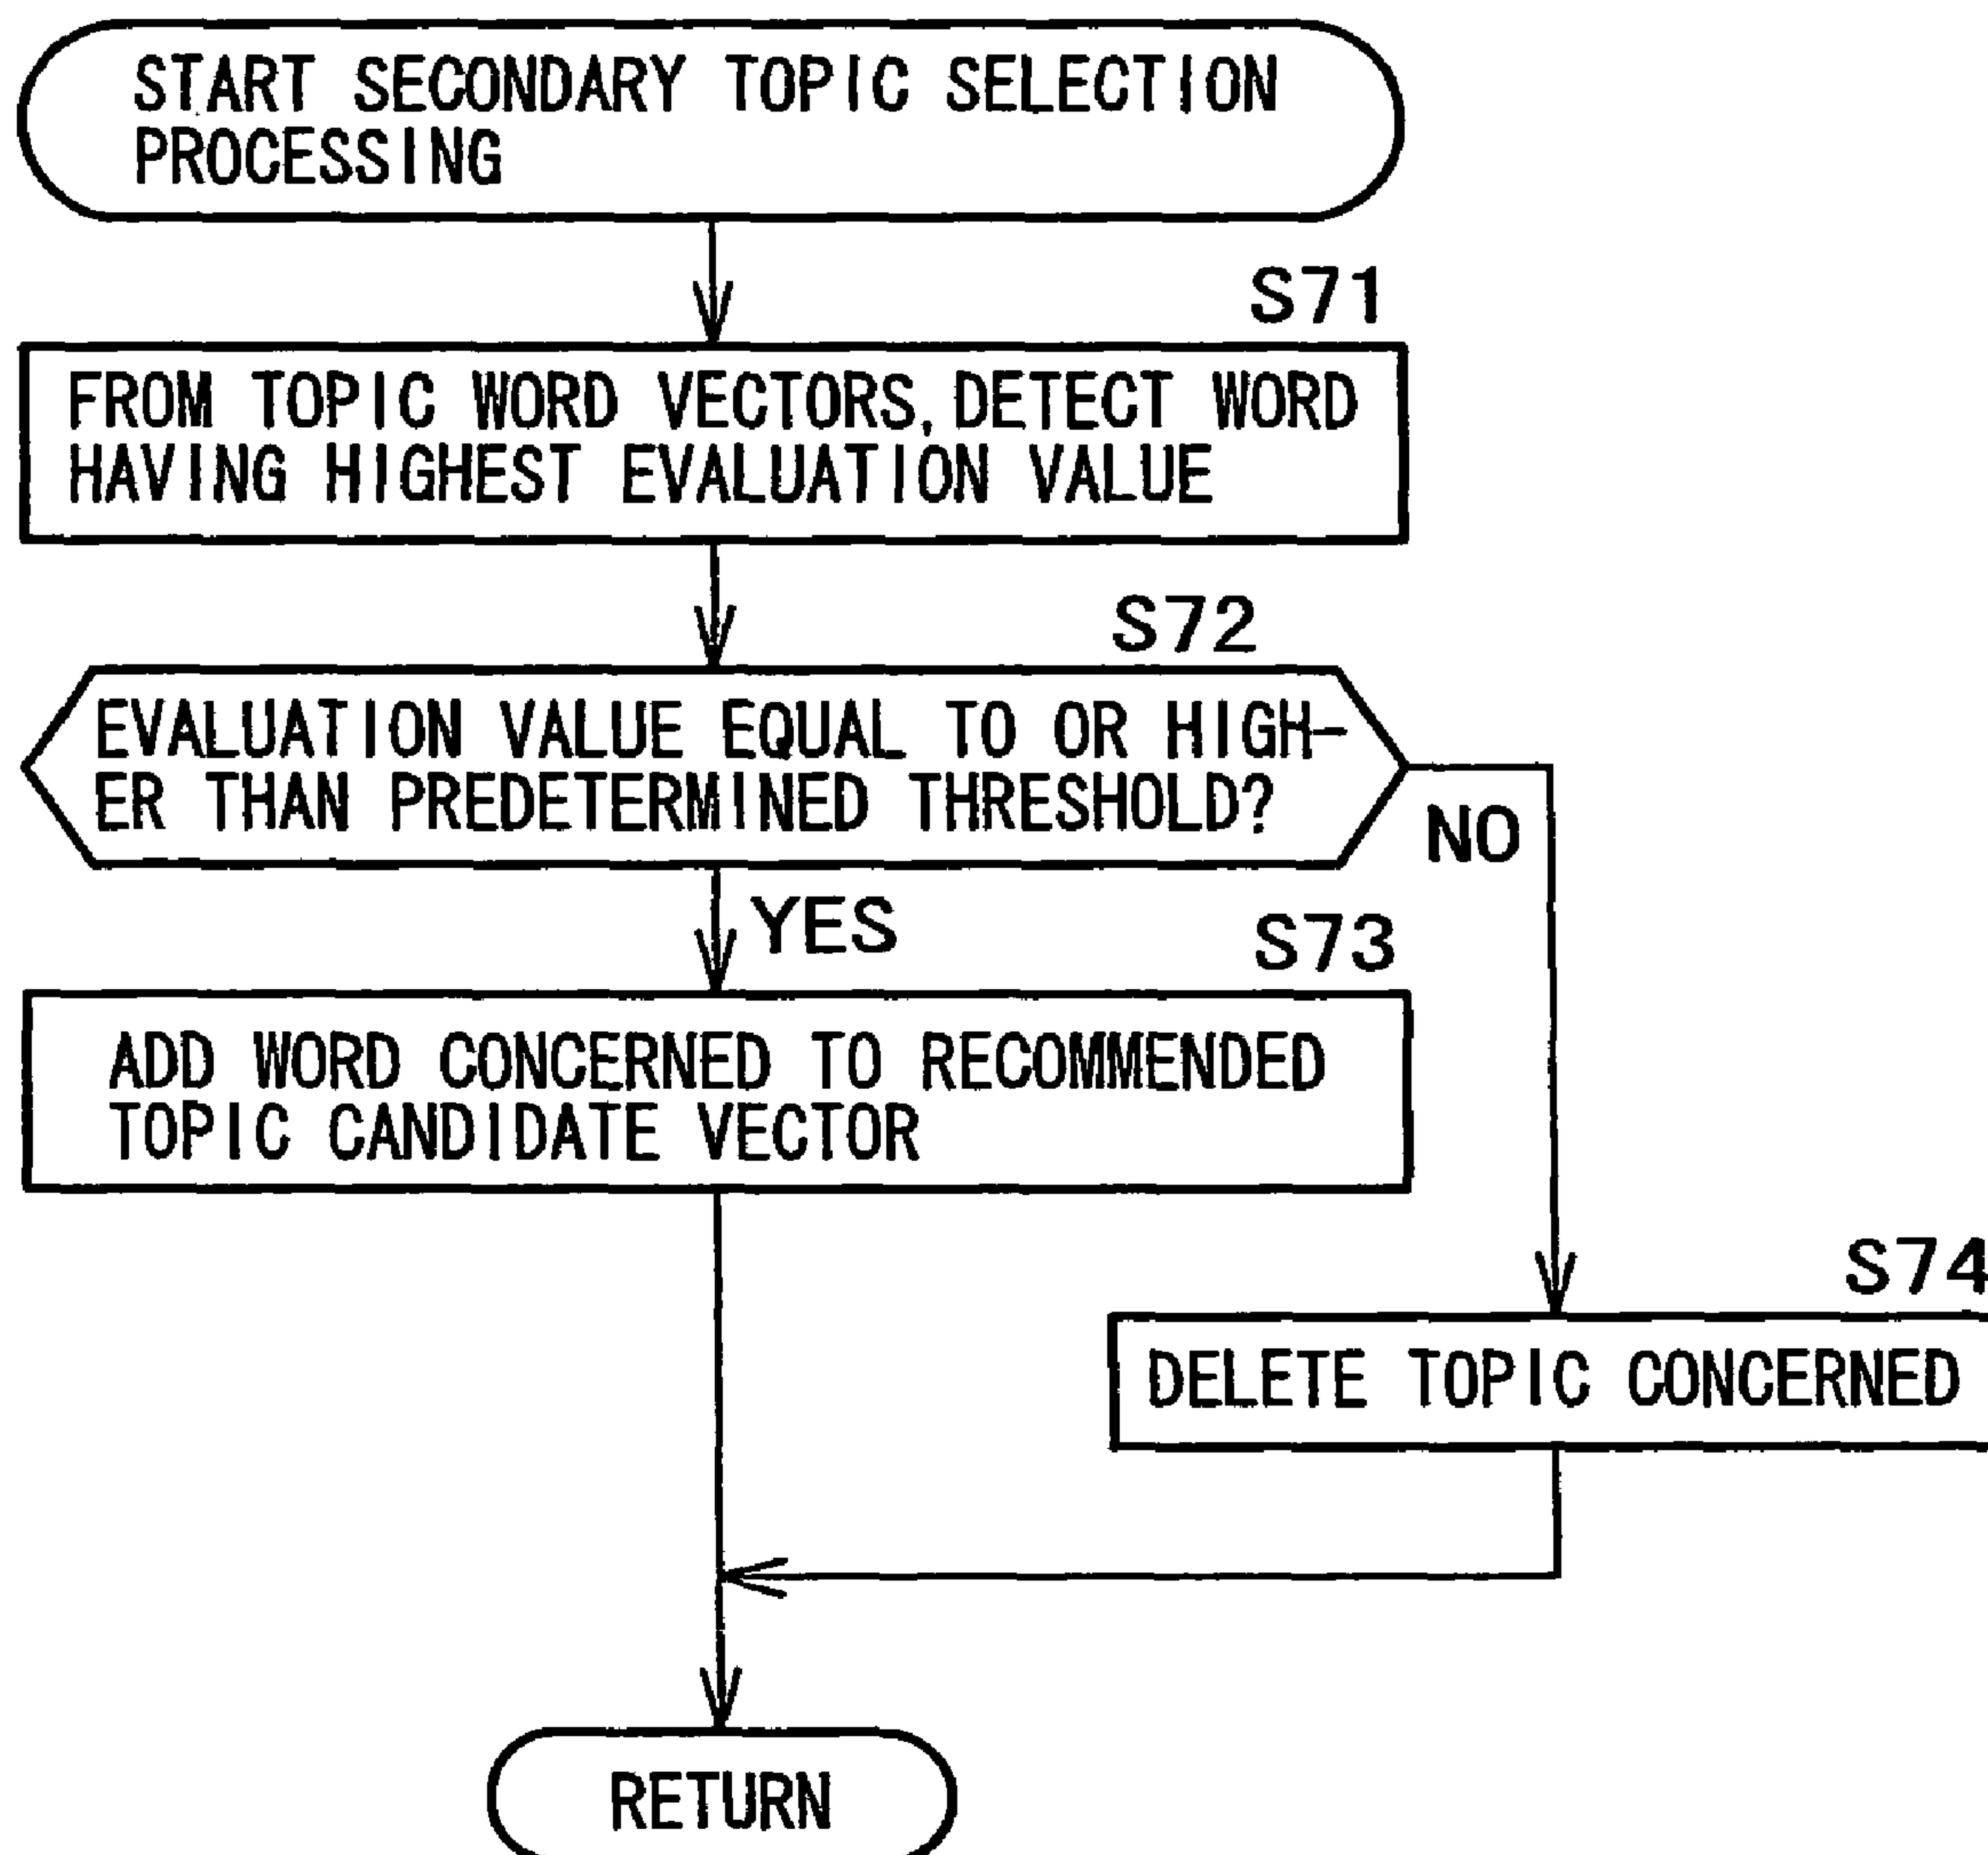 START SECONDARY TOPIC SELECTION
PROCESSING
S71
FROM TOPIC WORD VECTORS, DETECT WORD
HAVING HIGHEST EVALUATION VALUE
S72
EVALUATION VALUE EQUAL TO OR HIGH-
ER THAN PREDETERMINED THRESHOLD?
NO
YES
S73
ADD WORD CONCERNED TO RECOMMENDED
TOPIC CANDIDATE VECTOR
S74
DELETE TOPIC CONCERNED
RETURN